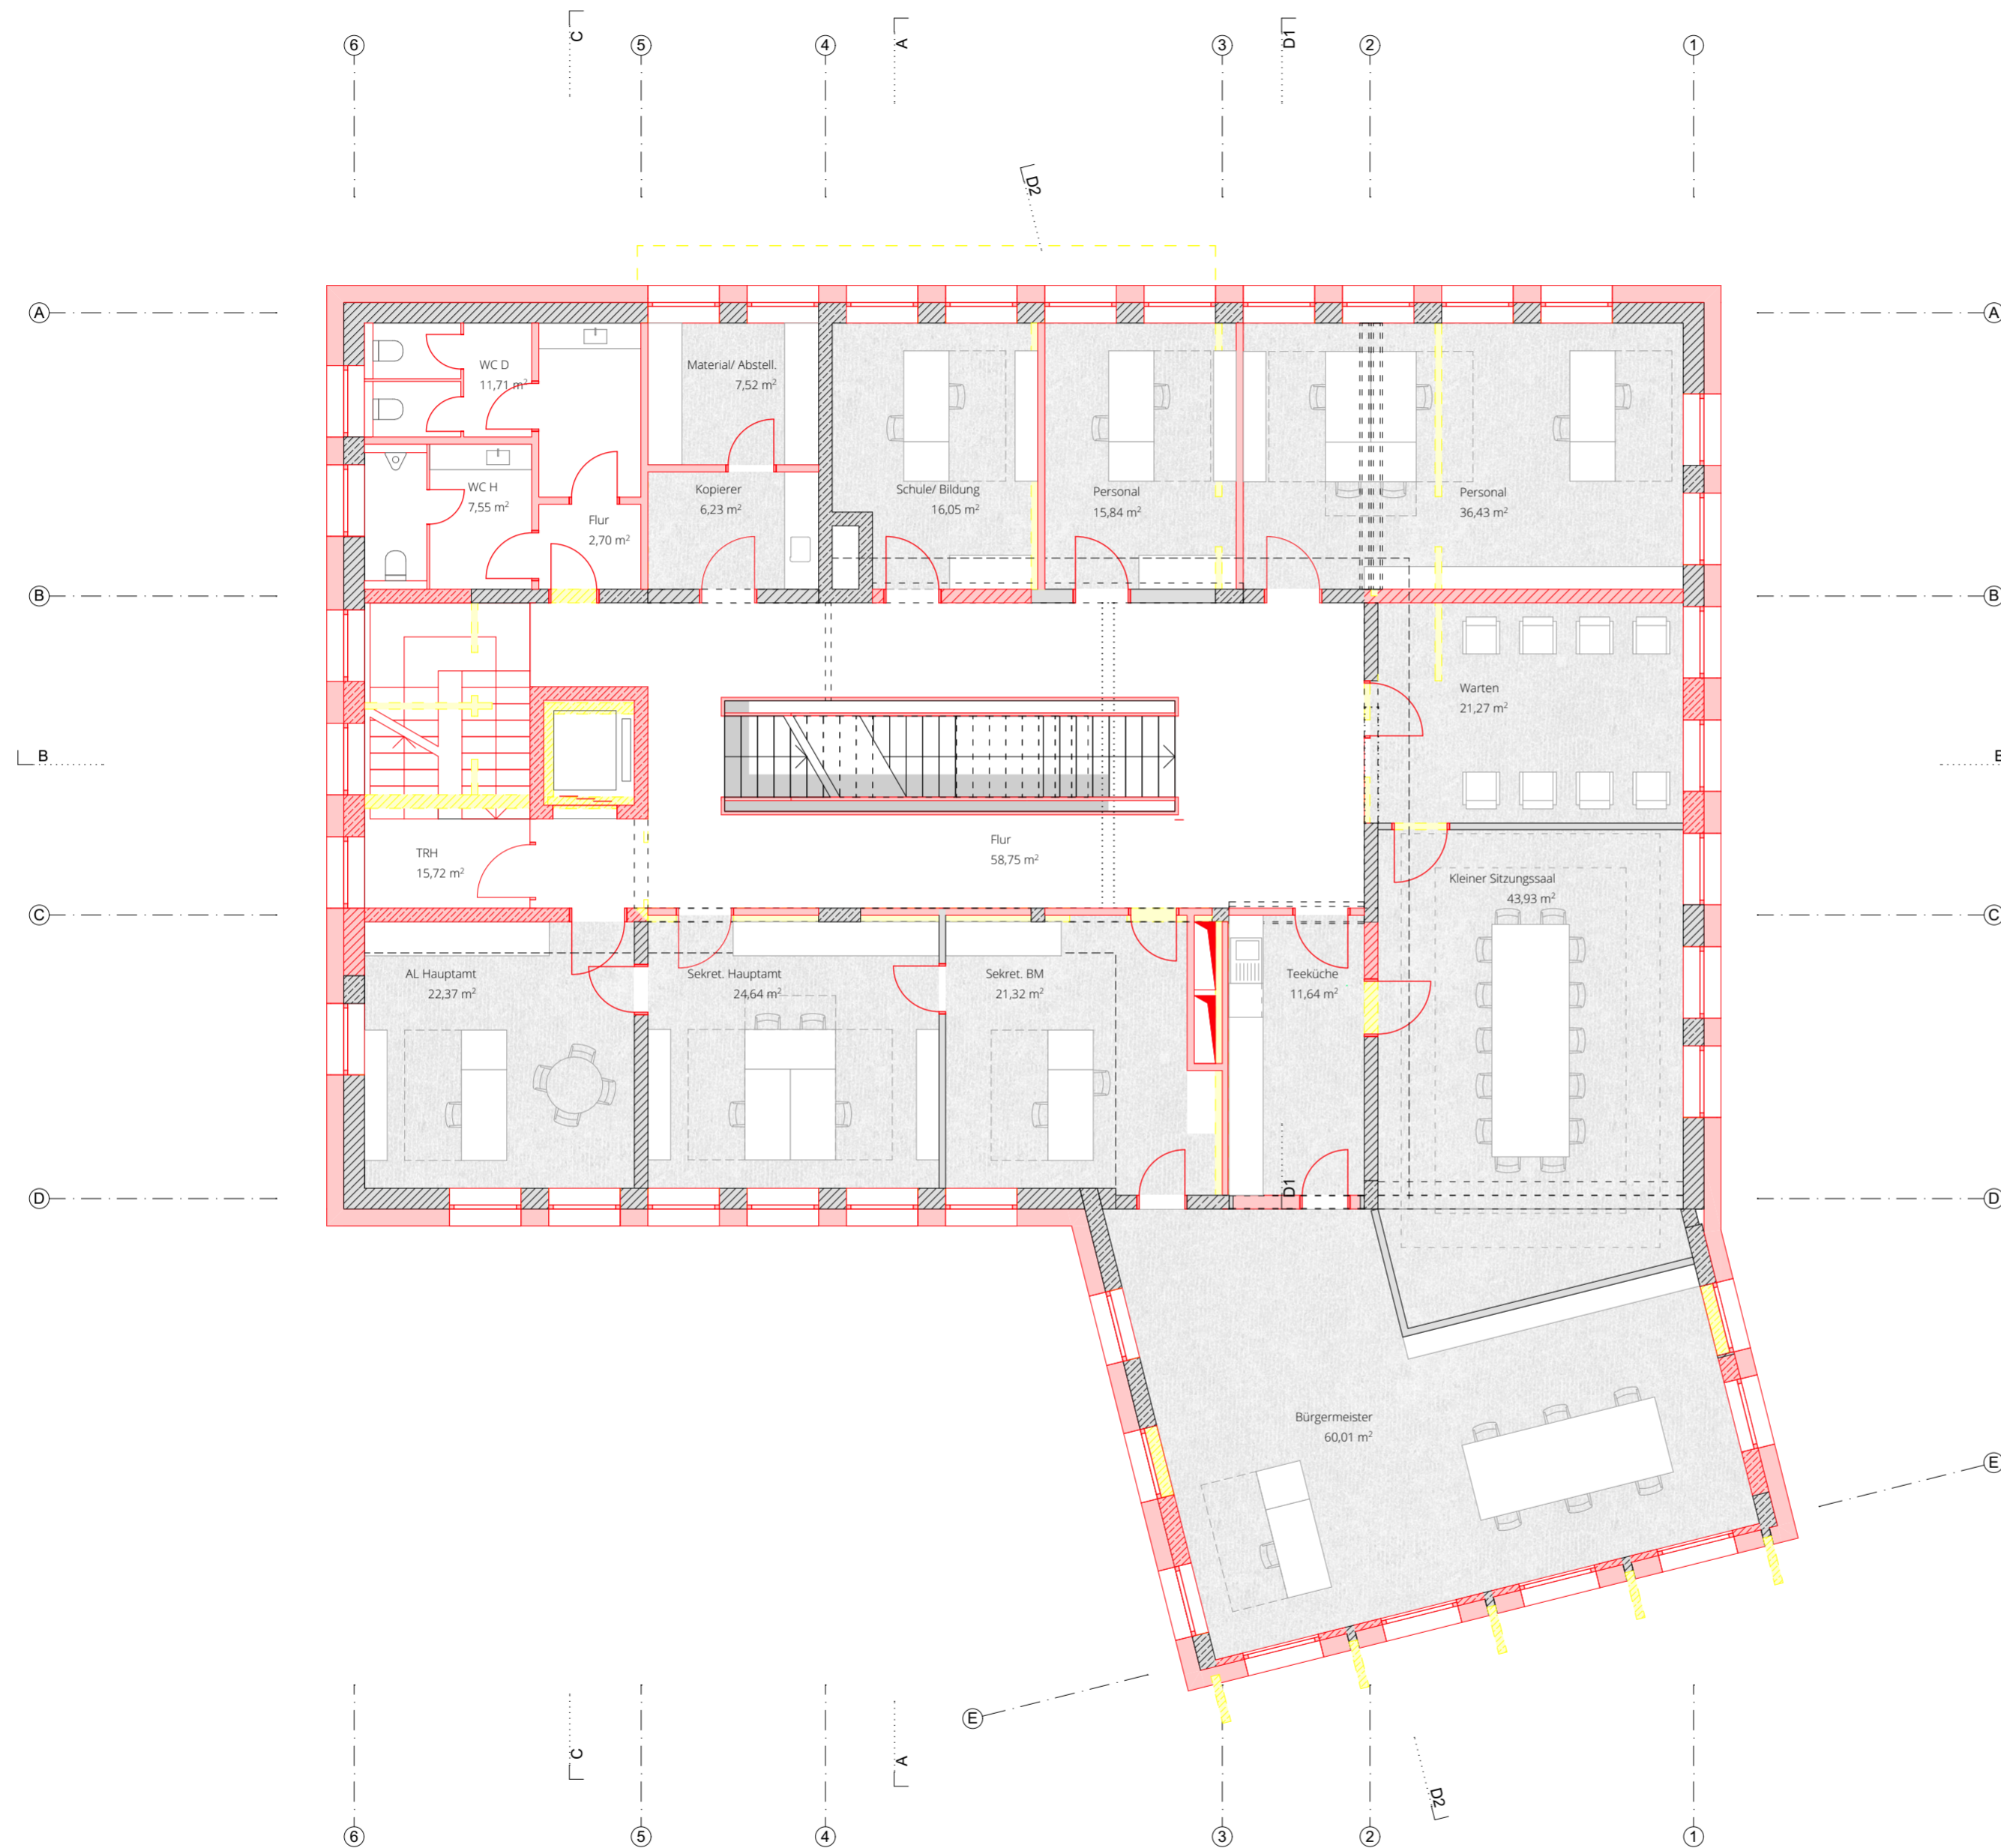 C
A
D1
6
5
4
3
2
1
D2
A
A
WC D
11,71 m²
Material/ Abstell.
7,52 m²
WC H
7,55 m²
Kopierer
6,23 m²
Schule/ Bildung
16,05 m²
Personal
15,84 m²
Personal
36,43 m²
Flur
2,70 m²
B
B
Warten
21,27 m²
B
TRH
15,72 m²
Flur
58,75 m²
Kleiner Sitzungssaal
43,93 m²
C
C
AL Hauptamt
22,37 m²
Sekret. Hauptamt
24,64 m²
Sekret. BM
21,32 m²
Teeküche
11,64 m²
D1
D
D
Bürgermeister
60,01 m²
E
E
C
A
D2
6
5
4
3
2
1